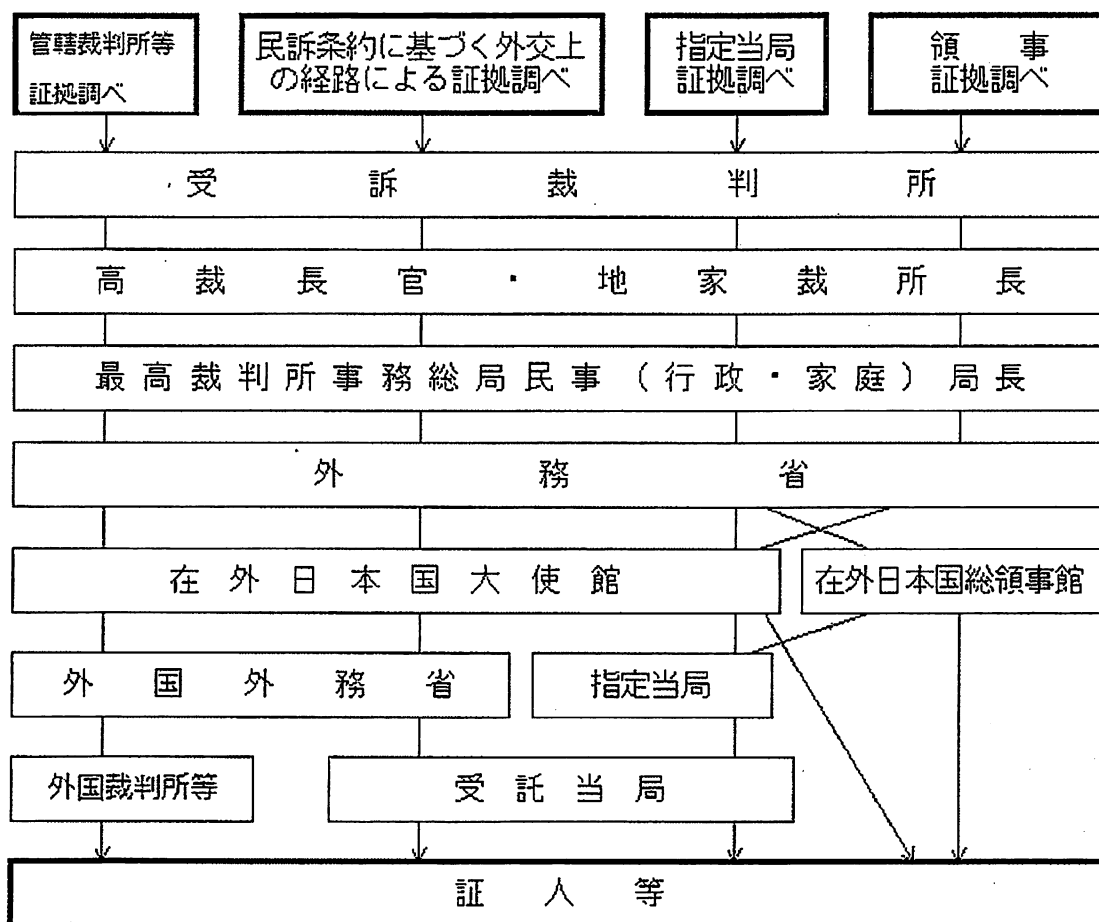 管轄裁判所等
証拠調べ
民訴条約に基づく外交上
の経路による証拠調べ
指定当局
証拠調べ
領事
証拠調べ
受訴裁判所
高裁長官・地家裁所長
最高裁判所事務総局民事(行政・家庭)局長
外務省
在外日本国大使館
在外日本国総領事館
外国外務省
指定当局
外国裁判所等
受託当局
証人等